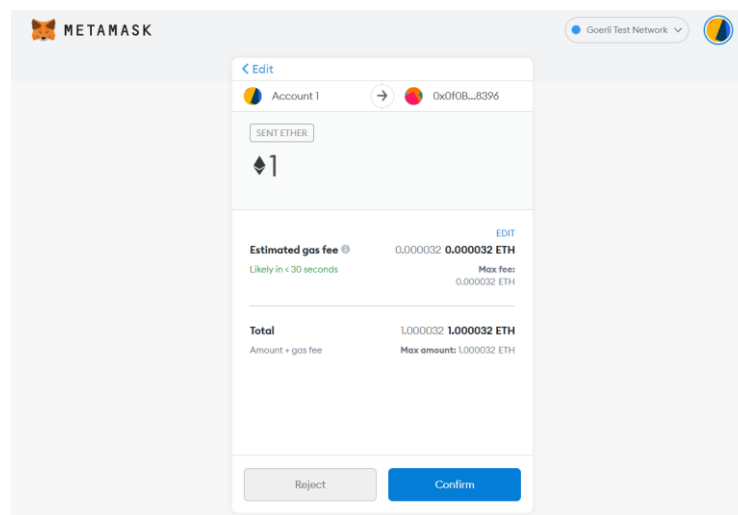 METAMASK
Goerli Test Network
< Edit
Account 1 → 0x0f0B...8396
SENT ETHER
1
EDIT
Estimated gas fee 0.000032 0.000032 ETH
Likely in < 30 seconds Max fee:
0.000032 ETH
Total 1.000032 1.000032 ETH
Amount + gas fee Max amount: 1.000032 ETH
Reject Confirm